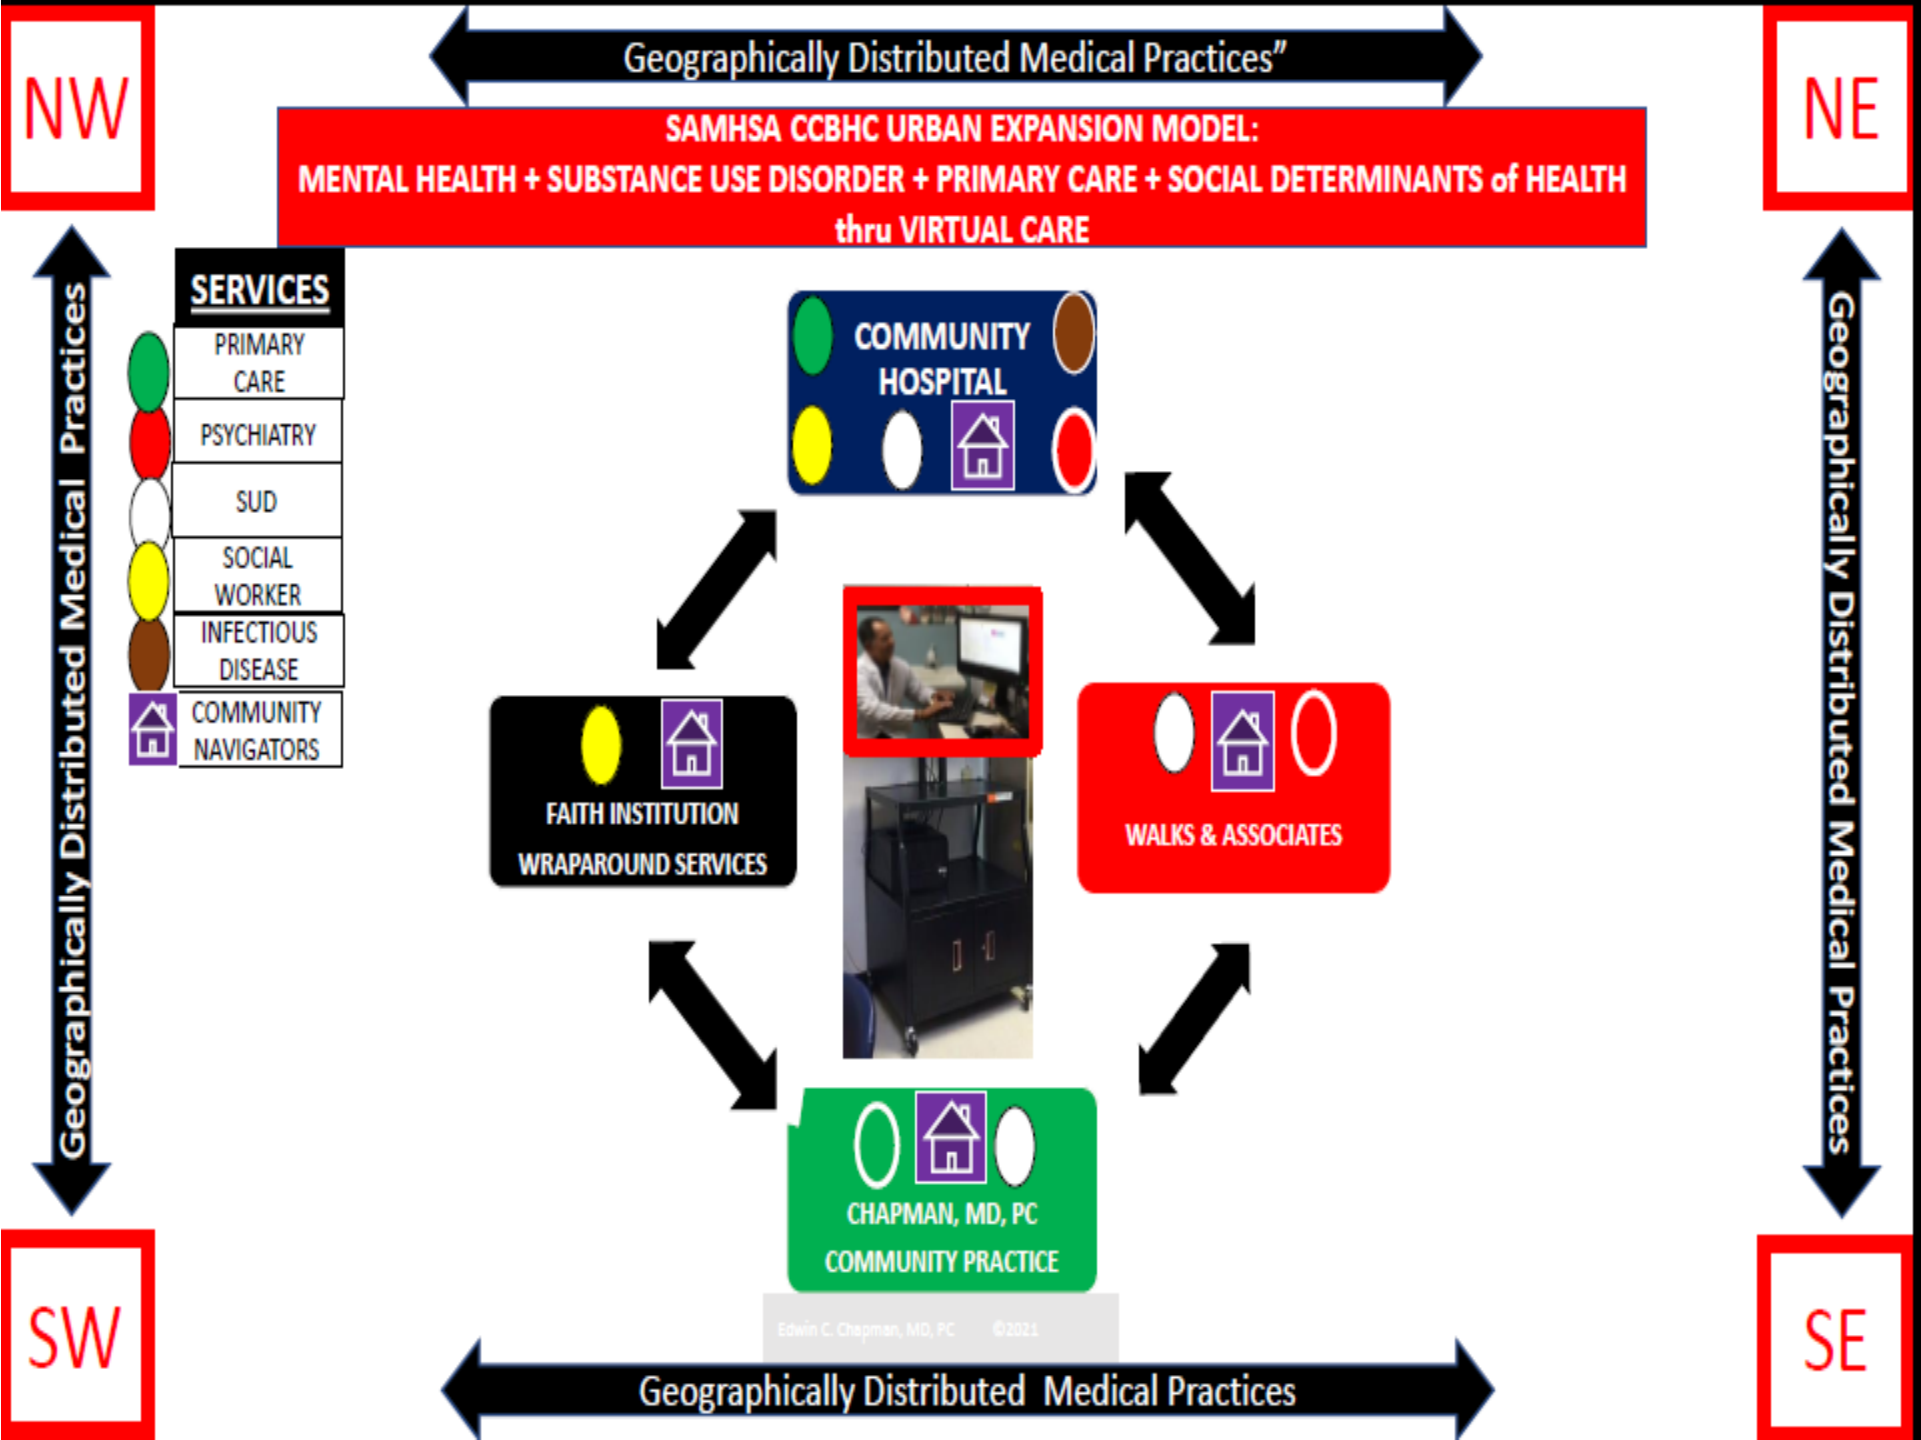 NW
Geographically Distributed Medical Practices”
NE
SAMHSA CCBHC URBAN EXPANSION MODEL:
MENTAL HEALTH + SUBSTANCE USE DISORDER + PRIMARY CARE + SOCIAL DETERMINANTS of HEALTH
thru VIRTUAL CARE
Geographically Distributed Medical Practices
SERVICES
PRIMARY
CARE
PSYCHIATRY
SUD
SOCIAL
WORKER
INFECTIOUS
DISEASE
COMMUNITY
NAVIGATORS
COMMUNITY
HOSPITAL
FAITH INSTITUTION
WRAPAROUND SERVICES
WALKS & ASSOCIATES
CHAPMAN, MD, PC
COMMUNITY PRACTICE
Edwin C. Chapman, MD, PC ©2021
Geographically Distributed Medical Practices
SW
Geographically Distributed Medical Practices
SE